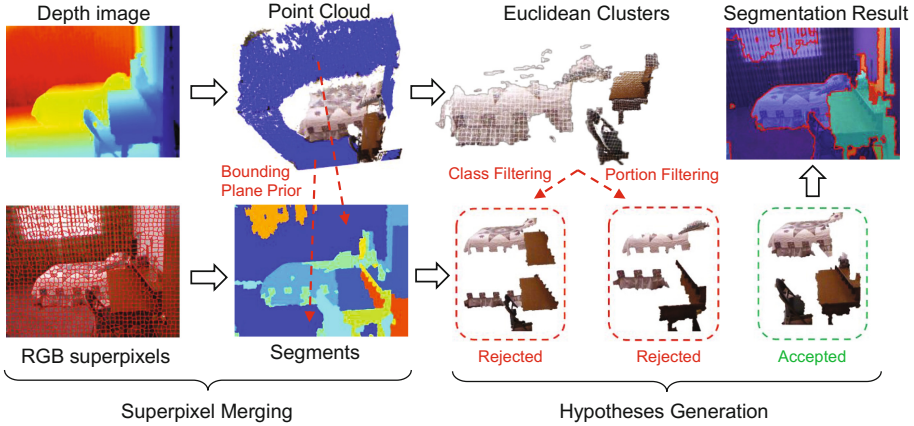 Depth image
Point Cloud
Euclidean Clusters
Segmentation Result
Bounding
Plane Prior
Class Filtering
Portion Filtering
RGB superpixels
Segments
Rejected
Rejected
Accepted
Superpixel Merging
Hypotheses Generation